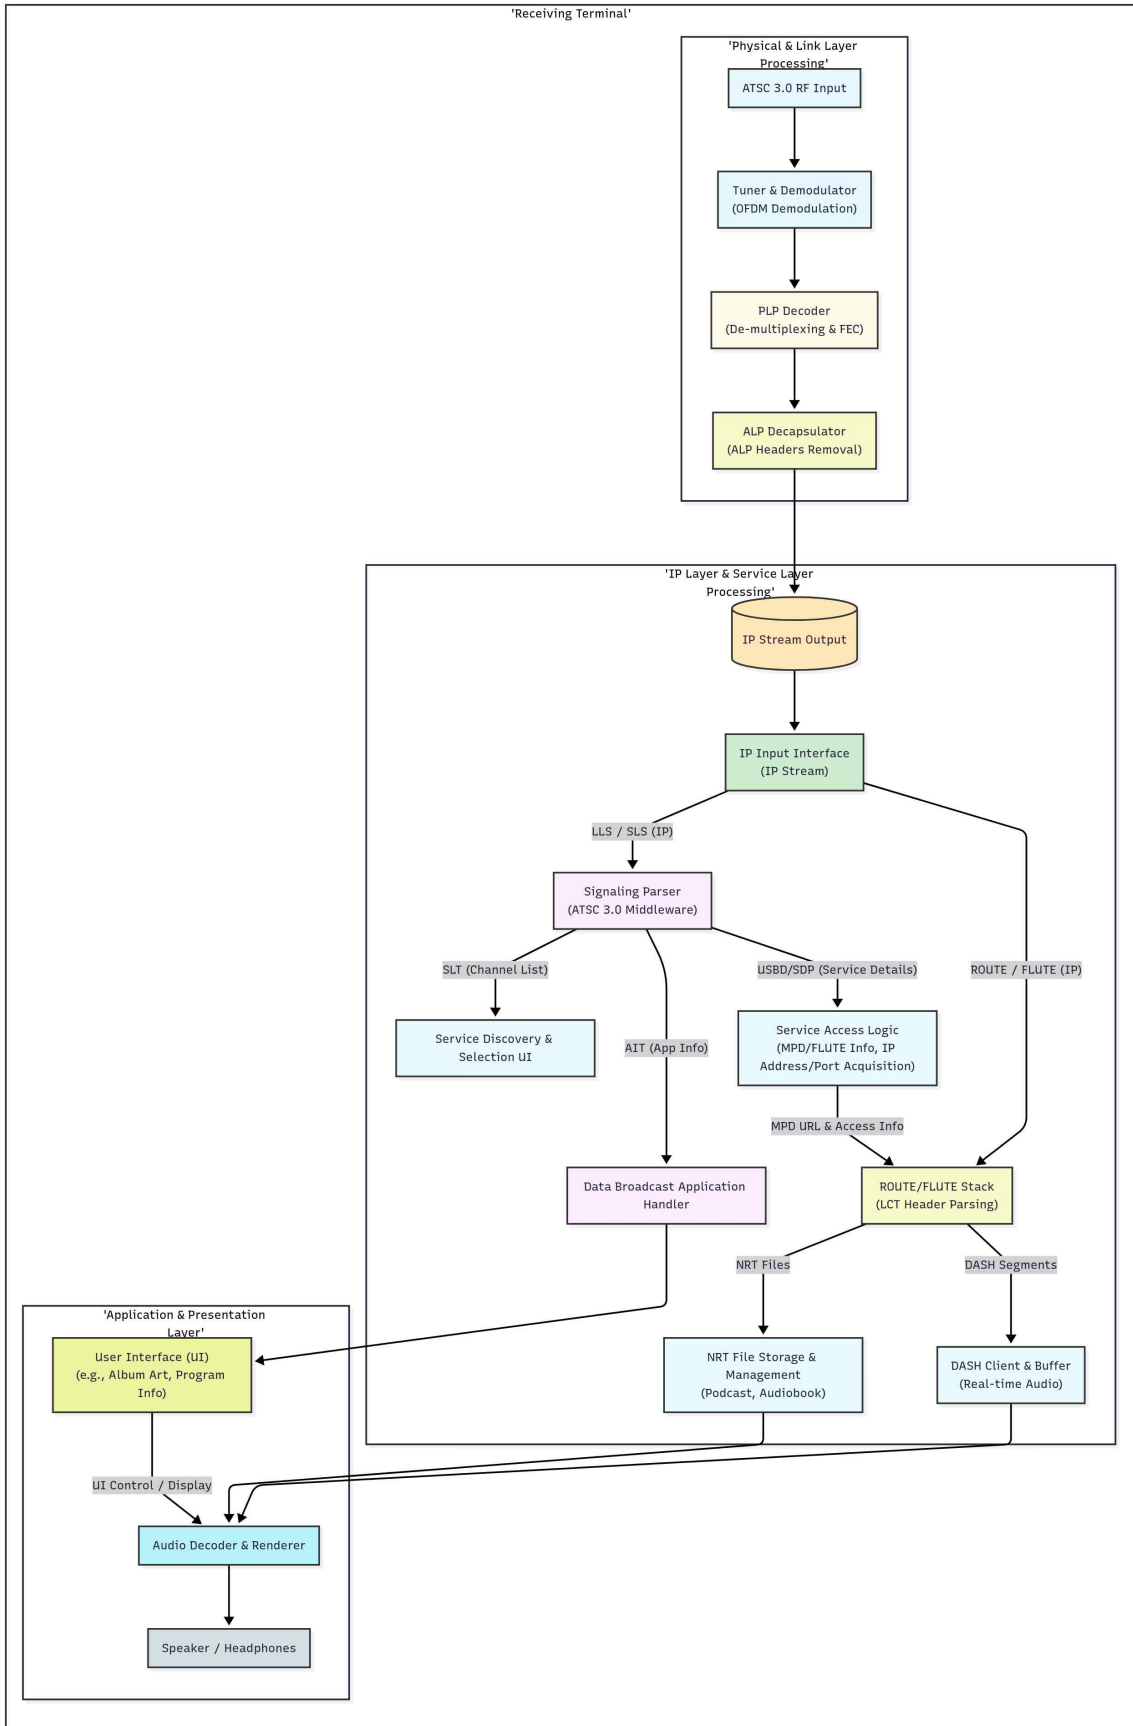 'Receiving Terminal'
'Physical & Link Layer
Processing'
ATSC 3.0 RF Input
Tuner & Demodulator
(OFDM Demodulation)
PLP Decoder
(De-multiplexing & FEC)
ALP Decapsulator
(ALP Headers Removal)
'IP Layer & Service Layer
Processing'
IP Stream Output
IP Input Interface
(IP Stream)
LLS / SLS (IP)
Signaling Parser
(ATSC 3.0 Middleware)
SLT (Channel List)
USBD/SDP (Service Details)
ROUTE / FLUTE (IP)
Service Discovery &
Selection UI
AIT (App Info)
Service Access Logic
(MPD/FLUTE Info, IP
Address/Port Acquisition)
MPD URL & Access Info
Data Broadcast Application
Handler
ROUTE/FLUTE Stack
(LCT Header Parsing)
NRT Files
DASH Segments
'Application & Presentation
Layer'
User Interface (UI)
(e.g., Album Art, Program
Info)
NRT File Storage &
Management
(Podcast, Audiobook)
DASH Client & Buffer
(Real-time Audio)
UI Control / Display
Audio Decoder & Renderer
Speaker / Headphones